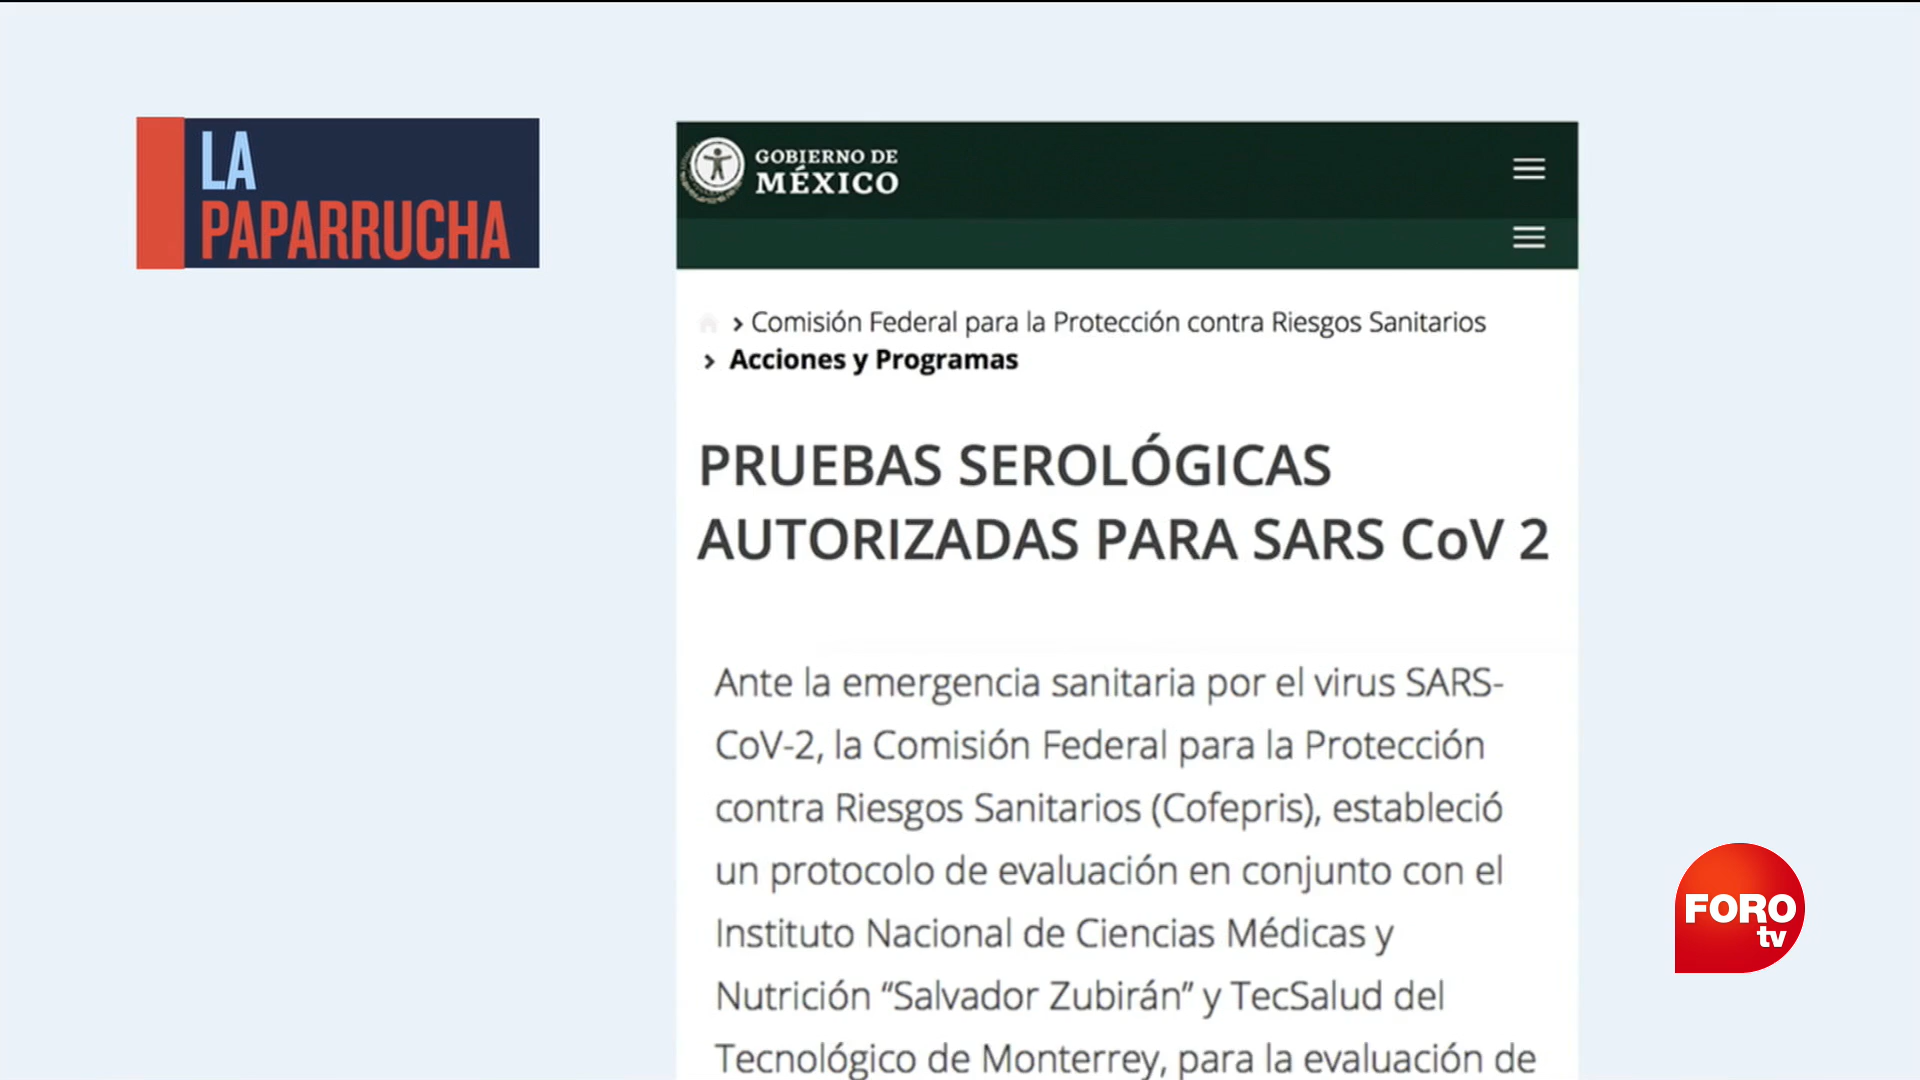 LA
PAPARRUCHA
GOBIERNO DE
MÉXICO
› Comisión Federal para la Protección contra Riesgos Sanitarios
› Acciones y Programas
PRUEBAS SEROLÓGICAS
AUTORIZADAS PARA SARS CoV 2
Ante la emergencia sanitaria por el virus SARS-
CoV-2, la Comisión Federal para la Protección
contra Riesgos Sanitarios (Cofepris), estableció
un protocolo de evaluación en conjunto con el
Instituto Nacional de Ciencias Médicas y
Nutrición “Salvador Zubirán” y TecSalud del
Tecnológico de Monterrey, para la evaluación de
FORO
tv